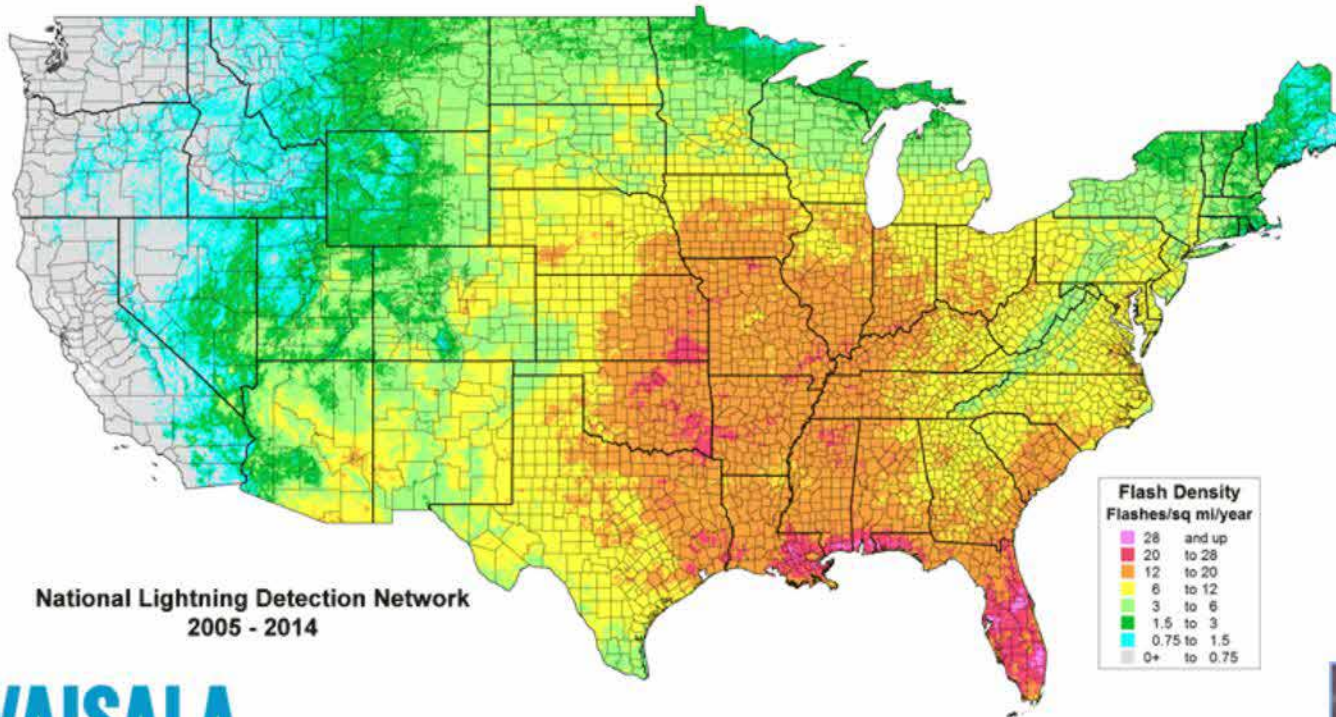 National Lightning Detection Network
2005 - 2014
Flash Density
Flashes/sq mi/year
28 and up
20 to 28
12 to 20
6 to 12
3 to 6
1.5 to 3
0.75 to 1.5
0+ to 0.75
VAISALA